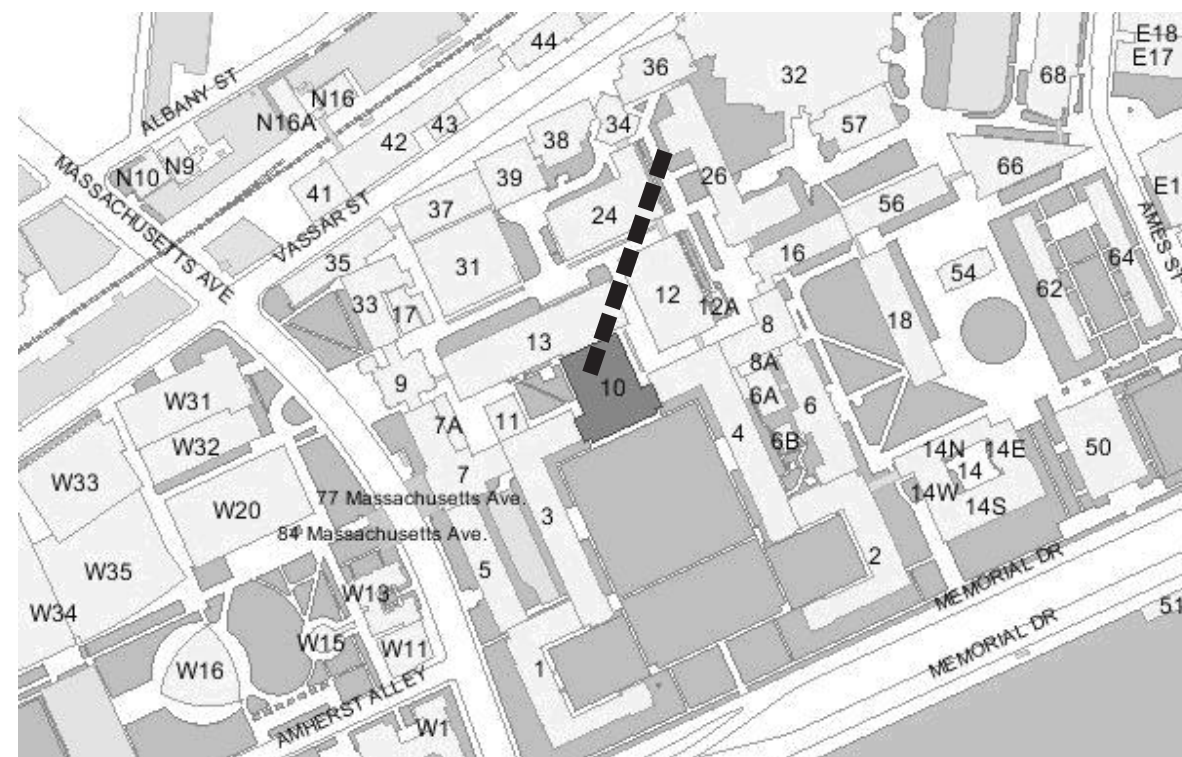 E18
E17
44
36
32
68
ALBANY ST
N16
N16A
43
42
34
38
57
N9
N10
66
41
39
26
E1
MASSACHUSETTS AVE
VASSAR ST
37
24
56
AMES ST
35
31
16
64
54
62
33
17
12
12A
8
18
13
9
10
8A
6A
6
W31
7A
11
4
6B
W32
14N
14E
50
W33
7
14
14W
14S
77 Massachusetts Ave.
W20
3
84 Massachusetts Ave.
2
W35
5
W13
MEMORIAL DR
W34
51
W15
W11
MEMORIAL DR
W16
1
AMHERST ALLEY
W1